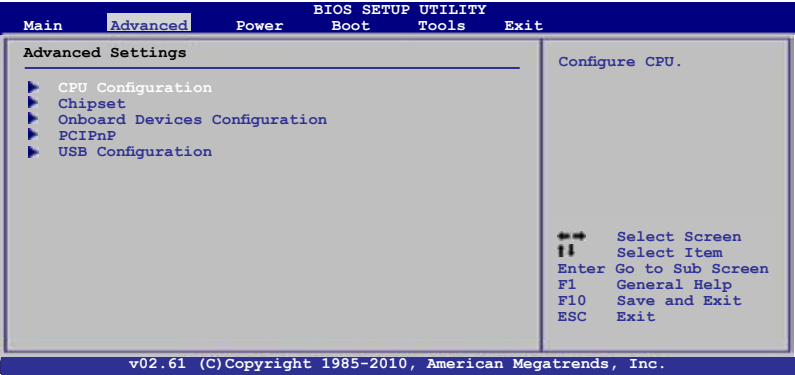 BIOS SETUP UTILITY
Main Advanced Power Boot Tools Exit
Advanced Settings
CPU Configuration
Chipset
Onboard Devices Configuration
PCIPnP
USB Configuration
Configure CPU.
Select Screen
Select Item
Enter Go to Sub Screen
F1 General Help
F10 Save and Exit
ESC Exit
v02.61 (C)Copyright 1985-2010, American Megatrends, Inc.